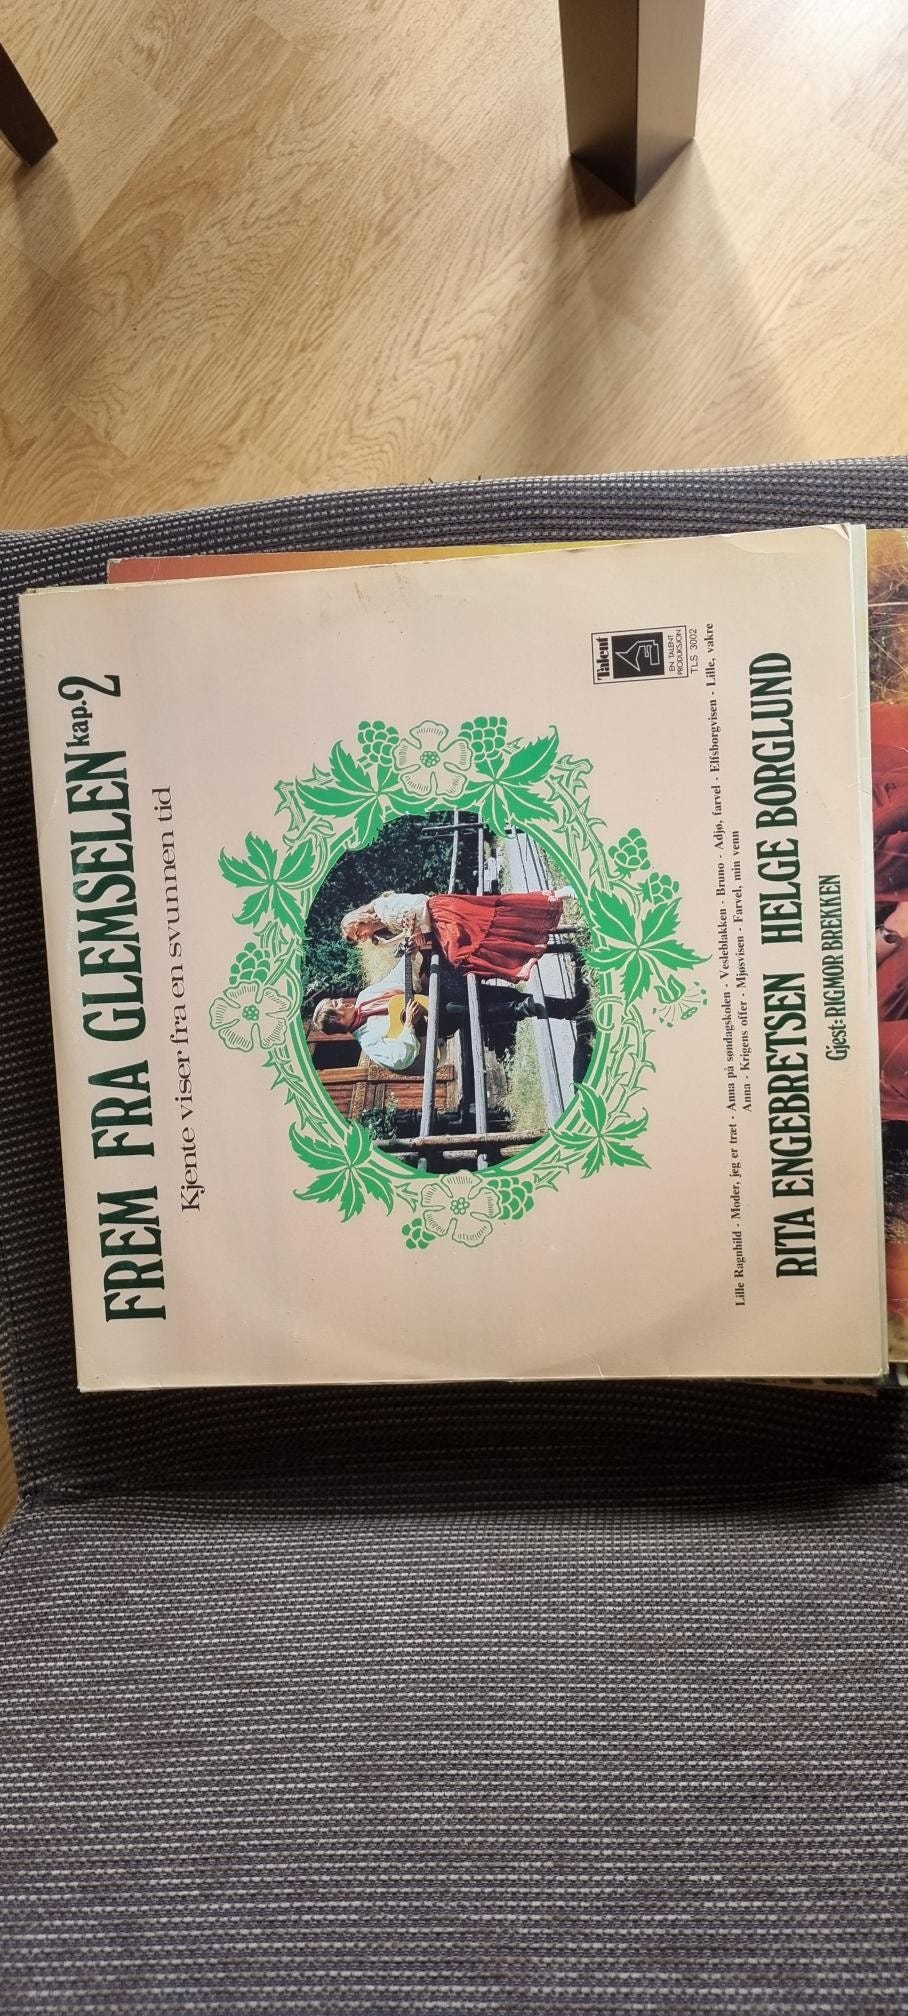 FREM FRA GLEMSELEN kap. 2
Kjente viser fra en svunnen tid
Talent
EN TALENT
PRODUKSJON
TLS 3002
Lille Ragnhild - Moder, jeg er træt - Anna på søndagskolen - Vesleblakken - Bruno - Adjø, farvel - Elfsborgvisen - Lille, vakre
Anna - Krigens offer - Mjøsvisen - Farvel, min venn
RITA ENGEBRETSEN HELGE BORGLUND
Gjest: RIGMOR BREKKEN